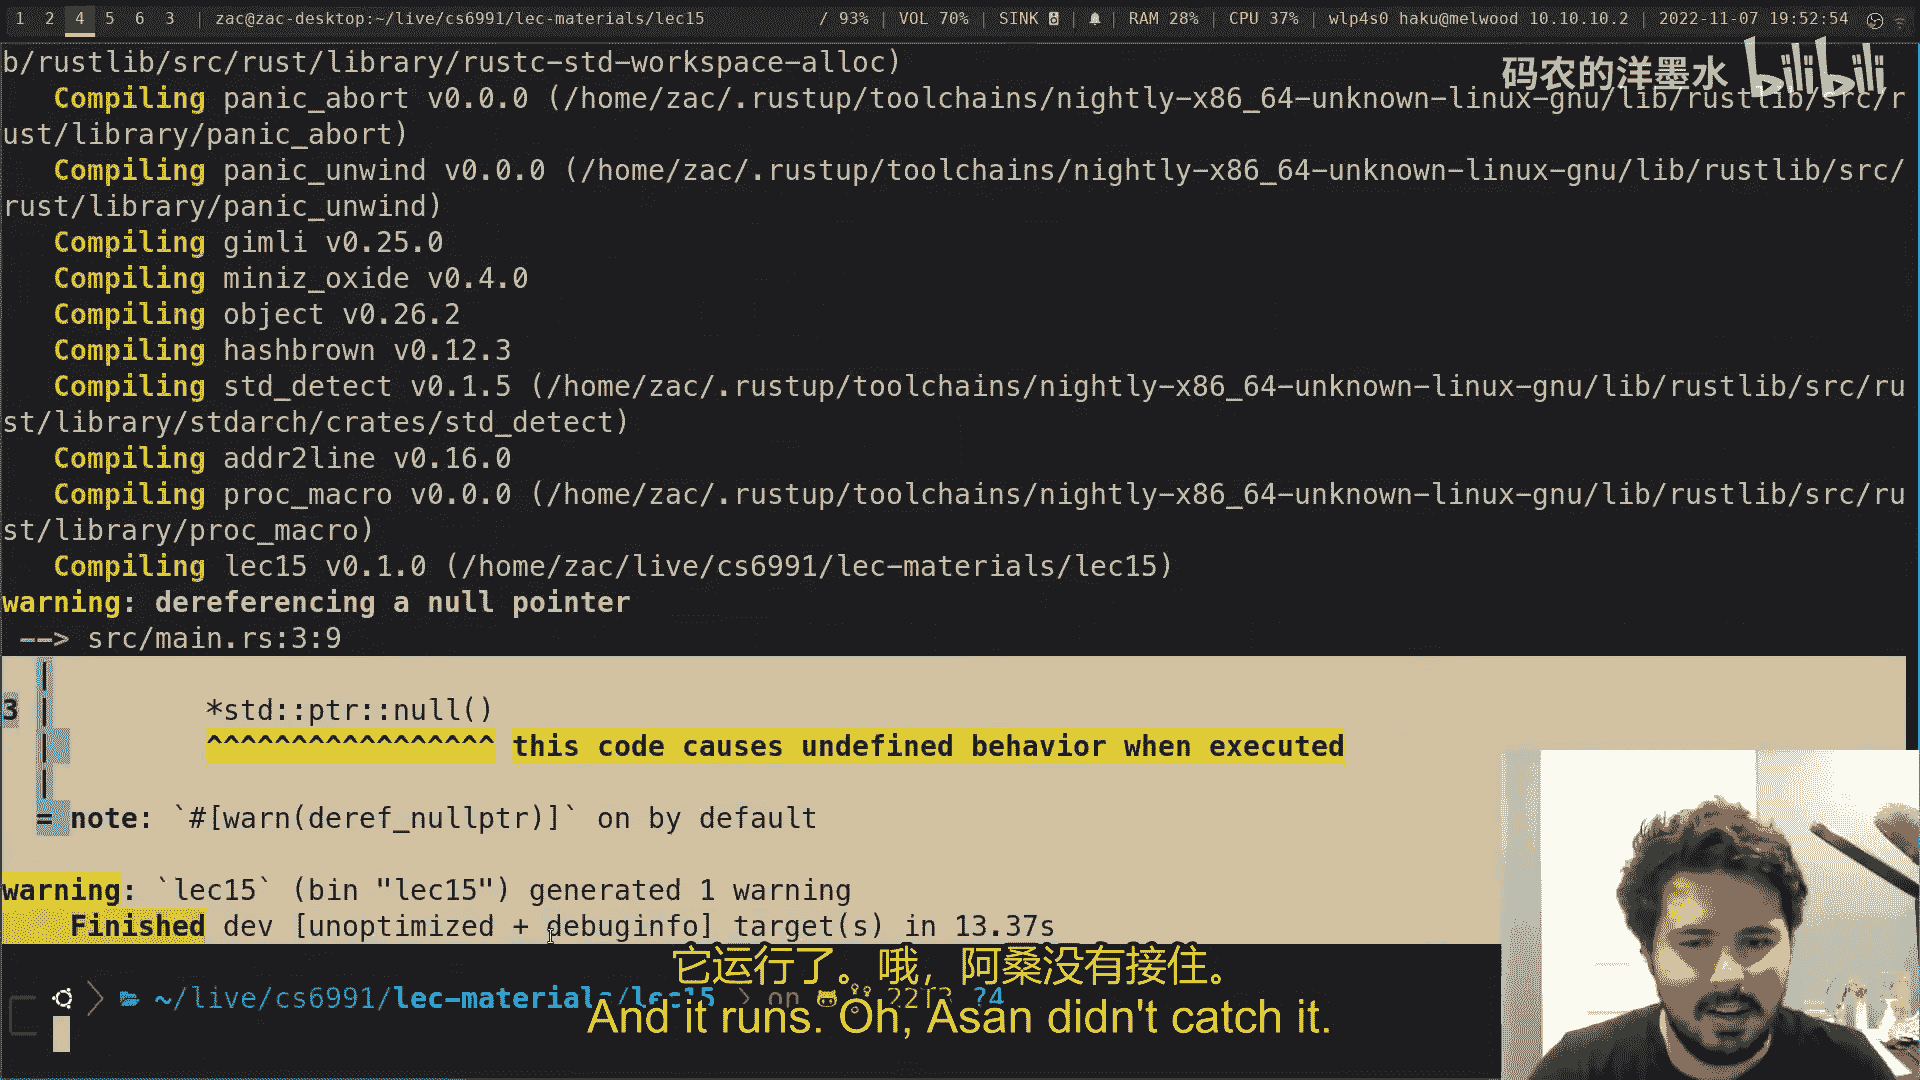 1 2 4 5 6 3 | zac@zac-desktop:~/live/cs6991/lec-materials/lec15 / 93% | VOL 70% | SINK | | RAM 28% | CPU 37% | wlp4s0 haku@melwood 10.10.10.2 | 2022-11-07 19:52:54
码农的洋墨水 bilibili
b/rustlib/src/rust/library/rustc-std-workspace-alloc)
Compiling panic_abort v0.0.0 (/home/zac/.rustup/toolchains/nightly-x86_64-unknown-linux-gnu/lib/rustlib/src/r
ust/library/panic_abort)
Compiling panic_unwind v0.0.0 (/home/zac/.rustup/toolchains/nightly-x86_64-unknown-linux-gnu/lib/rustlib/src/
rust/library/panic_unwind)
Compiling gimli v0.25.0
Compiling miniz_oxide v0.4.0
Compiling object v0.26.2
Compiling hashbrown v0.12.3
Compiling std_detect v0.1.5 (/home/zac/.rustup/toolchains/nightly-x86_64-unknown-linux-gnu/lib/rustlib/src/ru
st/library/stdarch/crates/std_detect)
Compiling addr2line v0.16.0
Compiling proc_macro v0.0.0 (/home/zac/.rustup/toolchains/nightly-x86_64-unknown-linux-gnu/lib/rustlib/src/ru
st/library/proc_macro)
Compiling lec15 v0.1.0 (/home/zac/live/cs6991/lec-materials/lec15)
warning: dereferencing a null pointer
--> src/main.rs:3:9
|
3 | *std::ptr::null()
| ^^^^^^^^^^^^^^^^^ this code causes undefined behavior when executed
|
= note: `#[warn(deref_nullptr)]` on by default
warning: `lec15` (bin "lec15") generated 1 warning
Finished dev [unoptimized + debuginfo] target(s) in 13.37s
它运行了。哦，阿桑没有接住。
~/live/cs6991/lec-materials/lec15 > on 22T3 ?4
And it runs. Oh, Asan didn't catch it.